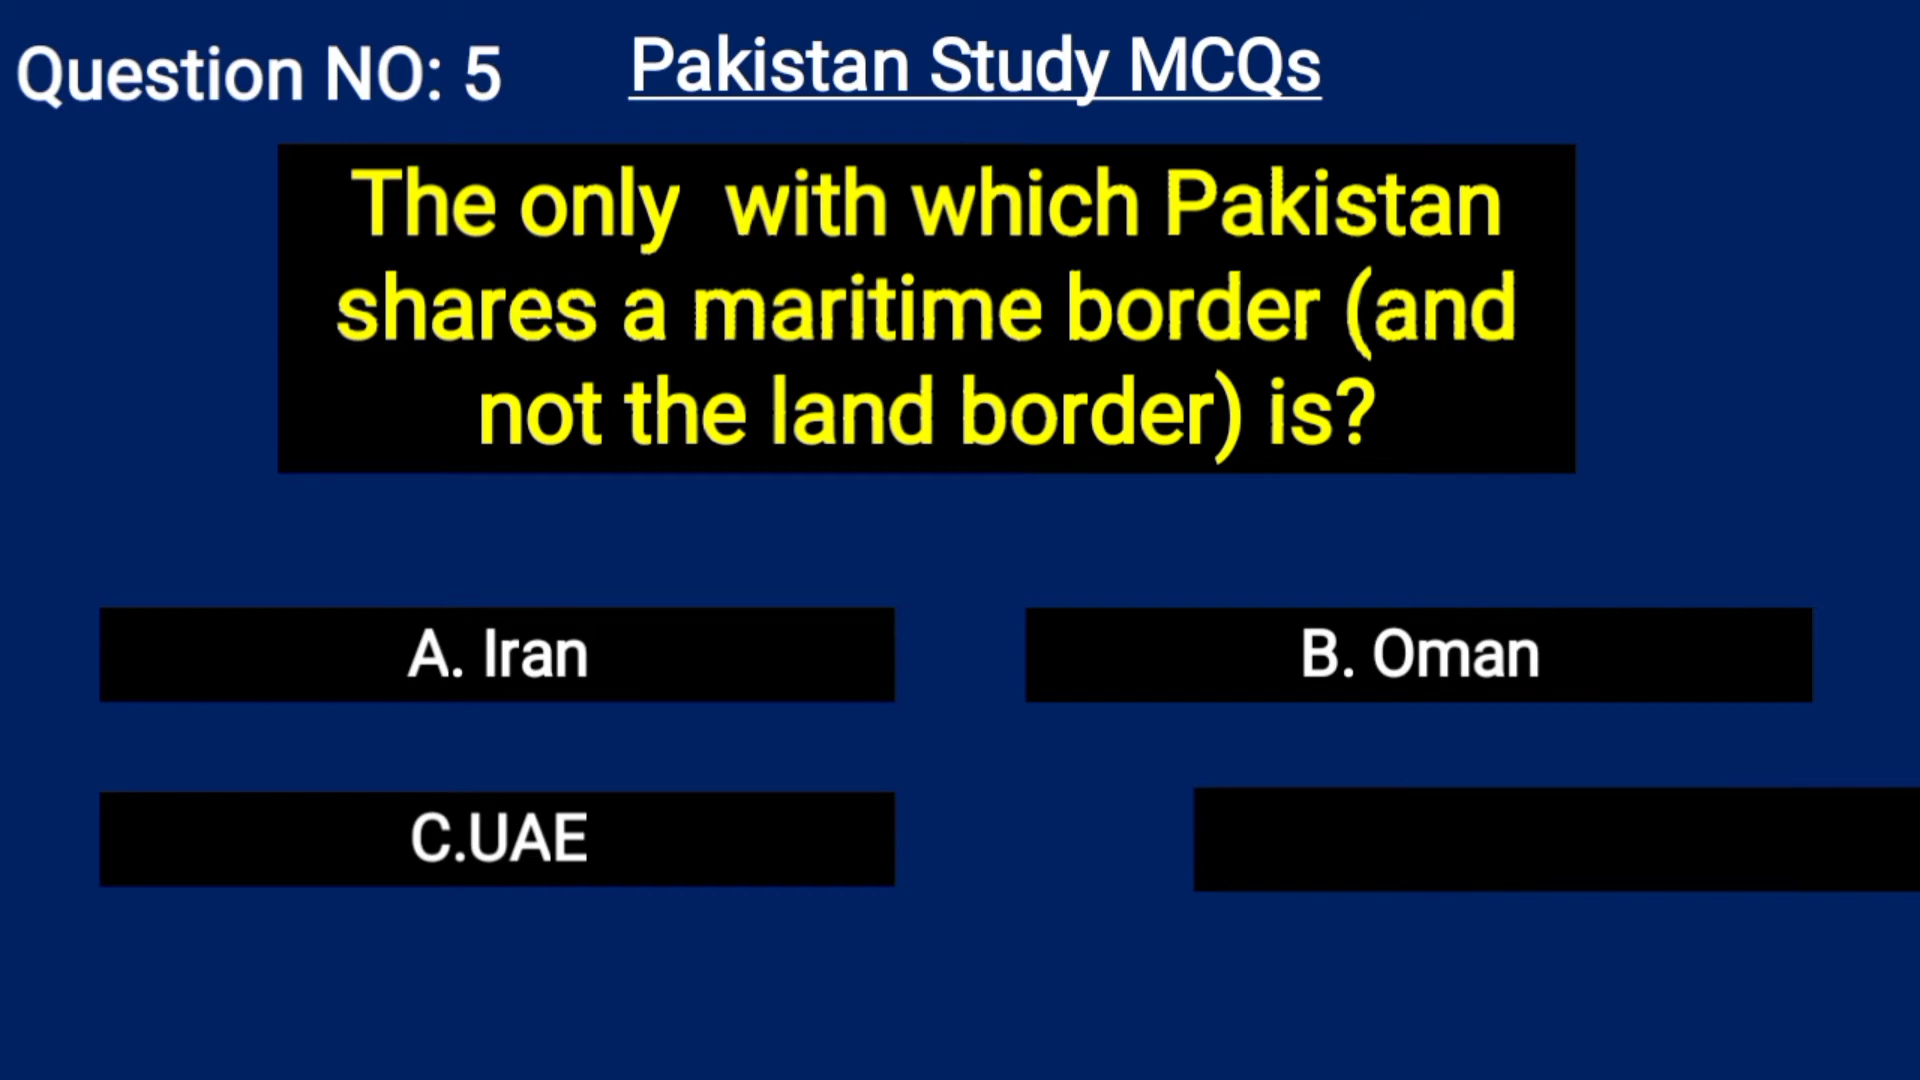 Question NO: 5
Pakistan Study MCQs
The only  with which Pakistan
shares a maritime border (and
not the land border) is?
A. Iran
B. Oman
C.UAE